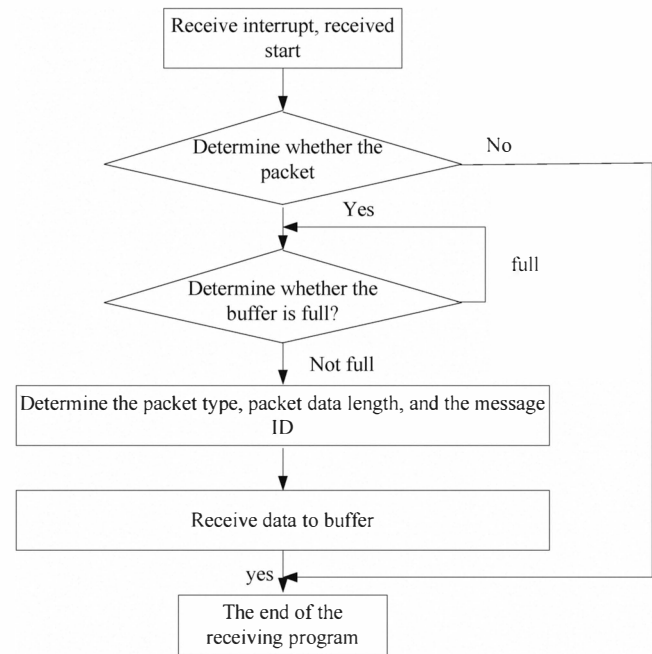 Receive interrupt, received
start
Determine whether the
packet
No
Yes
full
Determine whether the
buffer is full?
Not full
Determine the packet type, packet data length, and the message
ID
Receive data to buffer
yes
The end of the
receiving program